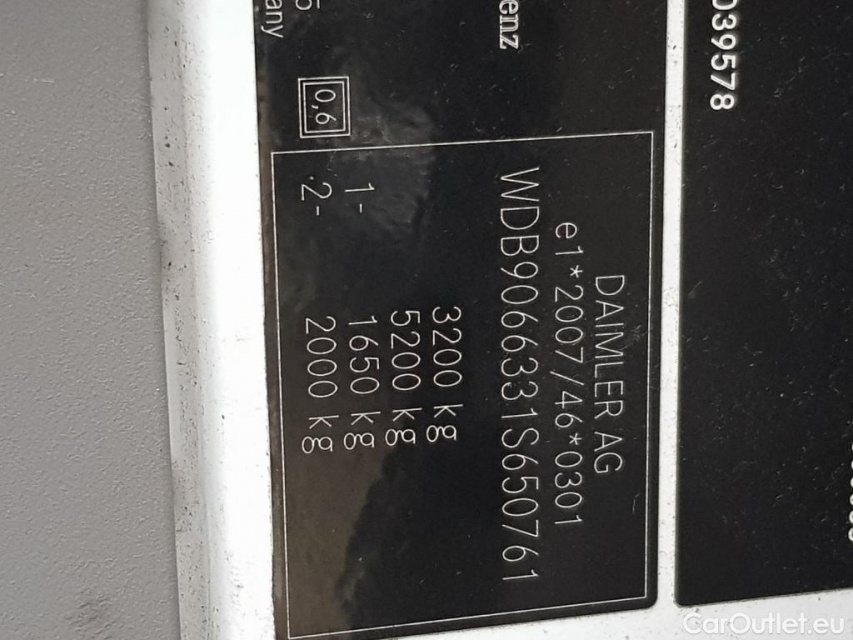 039578
enz
any
0,6
DAIMLER AG
e1*2007/46*0301
WDB9066331S650761
3200 kg
5200 kg
1- 1650 kg
2- 2000 kg
CarOutlet.eu